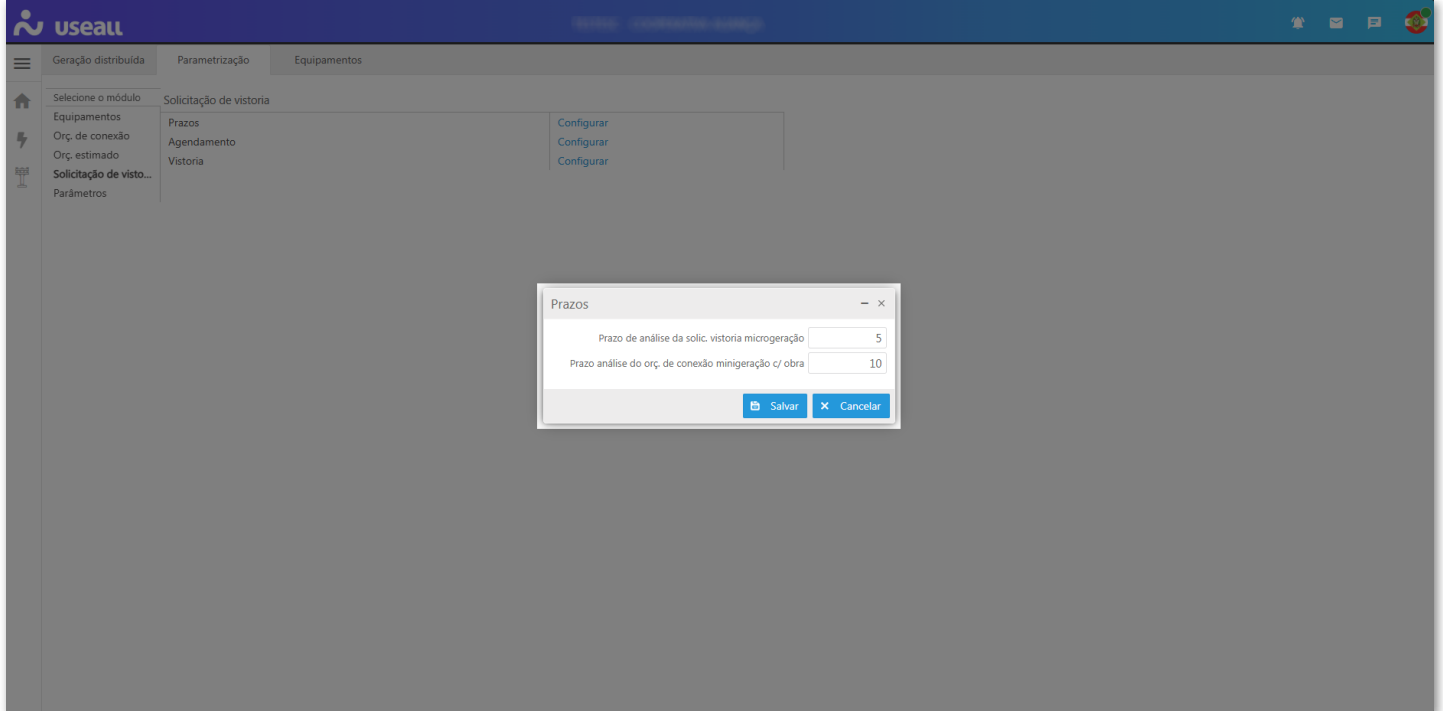 useall
Geração distribuída Parametrização Equipamentos
Selecione o módulo
Equipamentos
Orç. de conexão
Orç. estimado
Solicitação de visto...
Parâmetros
Solicitação de vistoria
Prazos Configurar
Agendamento Configurar
Vistoria Configurar
Prazos
Prazo de análise da solic. vistoria microgeração 5
Prazo análise do orç. de conexão minigeração c/ obra 10
Salvar Cancelar